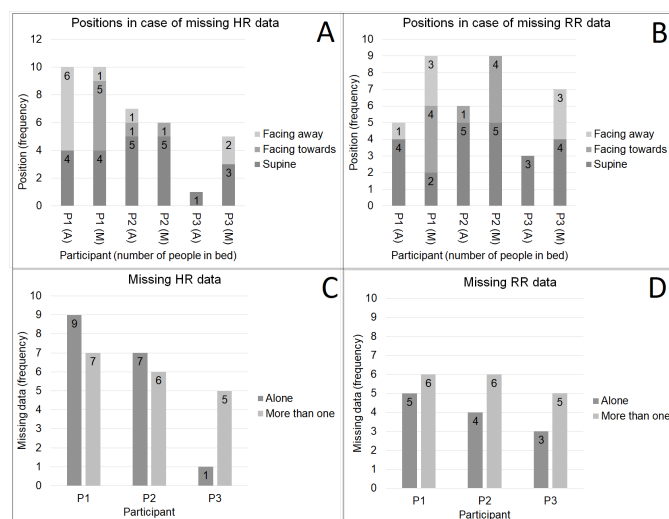 Positions in case of missing HR data
A
12
10
8
6
4
2
0
Position (frequency)
6
4
1
5
4
1
1
5
1
5
1
2
3
P1 (A)
P1 (M)
P2 (A)
P2 (M)
P3 (A)
P3 (M)
Participant (number of people in bed)
Facing away
Facing towards
Supine
Positions in case of missing RR data
B
10
9
8
7
6
5
4
3
2
1
0
Position (frequency)
1
4
3
4
2
1
5
4
5
3
3
4
P1 (A)
P1 (M)
P2 (A)
P2 (M)
P3 (A)
P3 (M)
Participant (number of people in bed)
Facing away
Facing towards
Supine
Missing HR data
C
10
9
8
7
6
5
4
3
2
1
0
Missing data (frequency)
9
7
7
6
1
5
P1
P2
P3
Participant
Alone
More than one
Missing RR data
D
10
9
8
7
6
5
4
3
2
1
0
Missing data (frequency)
5
6
4
6
3
5
P1
P2
P3
Participant
Alone
More than one